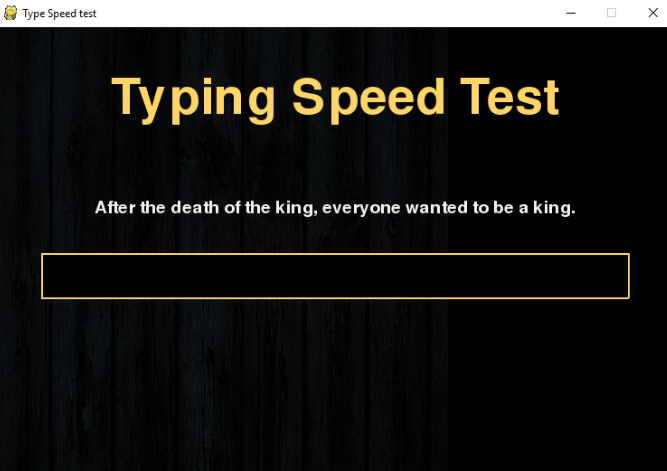 Type Speed test
Typing Speed Test
After the death of the king, everyone wanted to be a king.